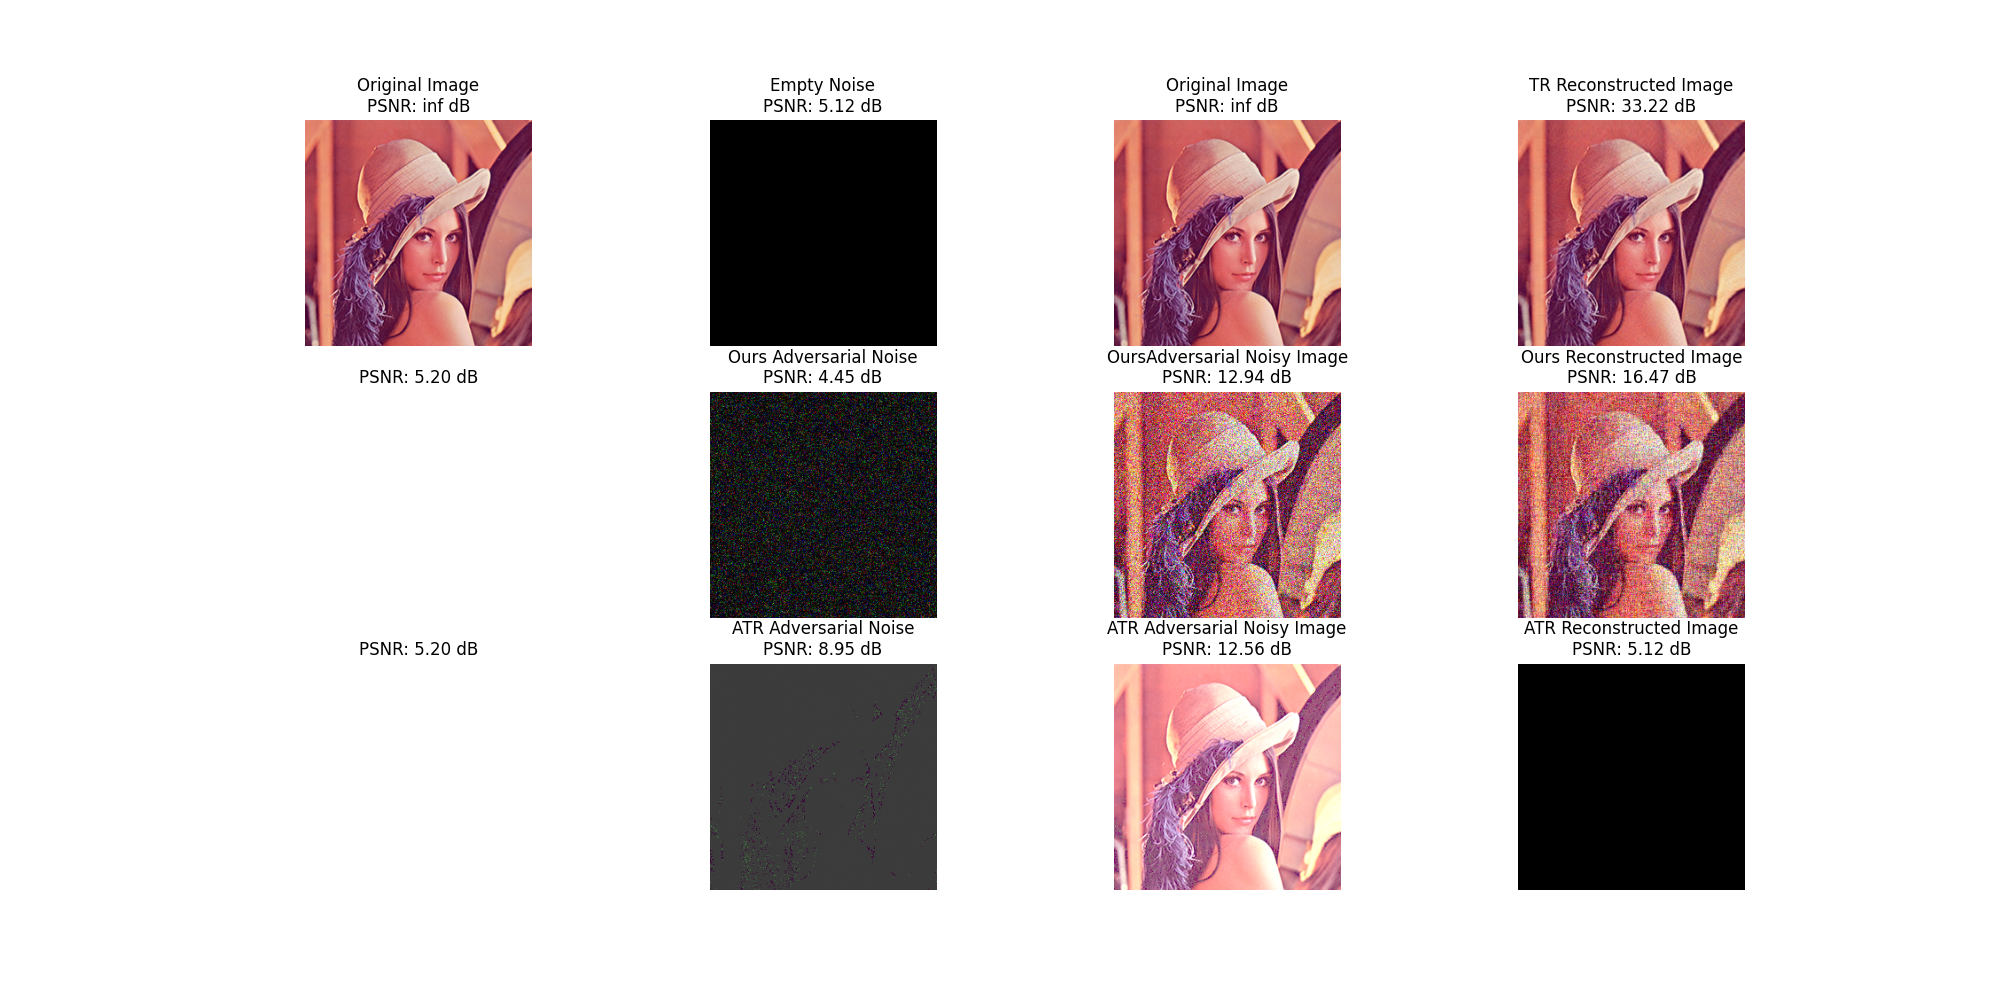 Original Image
PSNR: inf dB
Empty Noise
PSNR: 5.12 dB
Original Image
PSNR: inf dB
TR Reconstructed Image
PSNR: 33.22 dB
PSNR: 5.20 dB
Ours Adversarial Noise
PSNR: 4.45 dB
OursAdversarial Noisy Image
PSNR: 12.94 dB
Ours Reconstructed Image
PSNR: 16.47 dB
PSNR: 5.20 dB
ATR Adversarial Noise
PSNR: 8.95 dB
ATR Adversarial Noisy Image
PSNR: 12.56 dB
ATR Reconstructed Image
PSNR: 5.12 dB